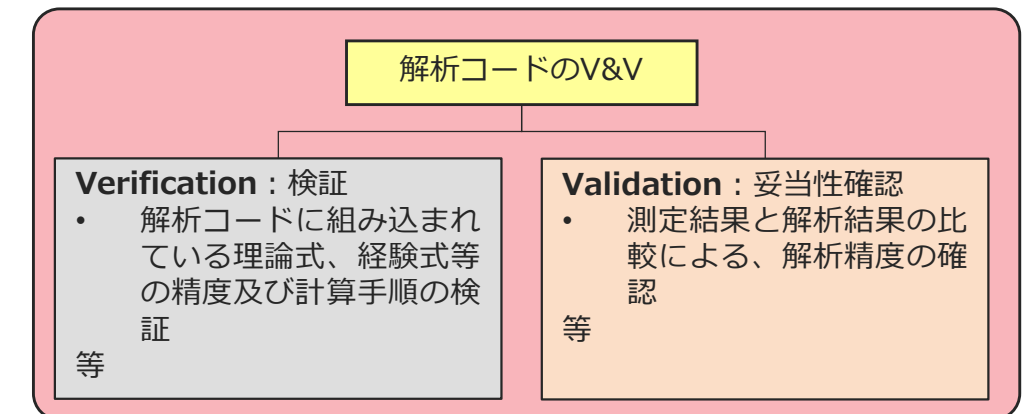 解析コードのV&V
Verification：検証
• 解析コードに組み込まれ
ている理論式、経験式等
の精度及び計算手順の検
証
等
Validation：妥当性確認
• 測定結果と解析結果の比
較による、解析精度の確
認
等